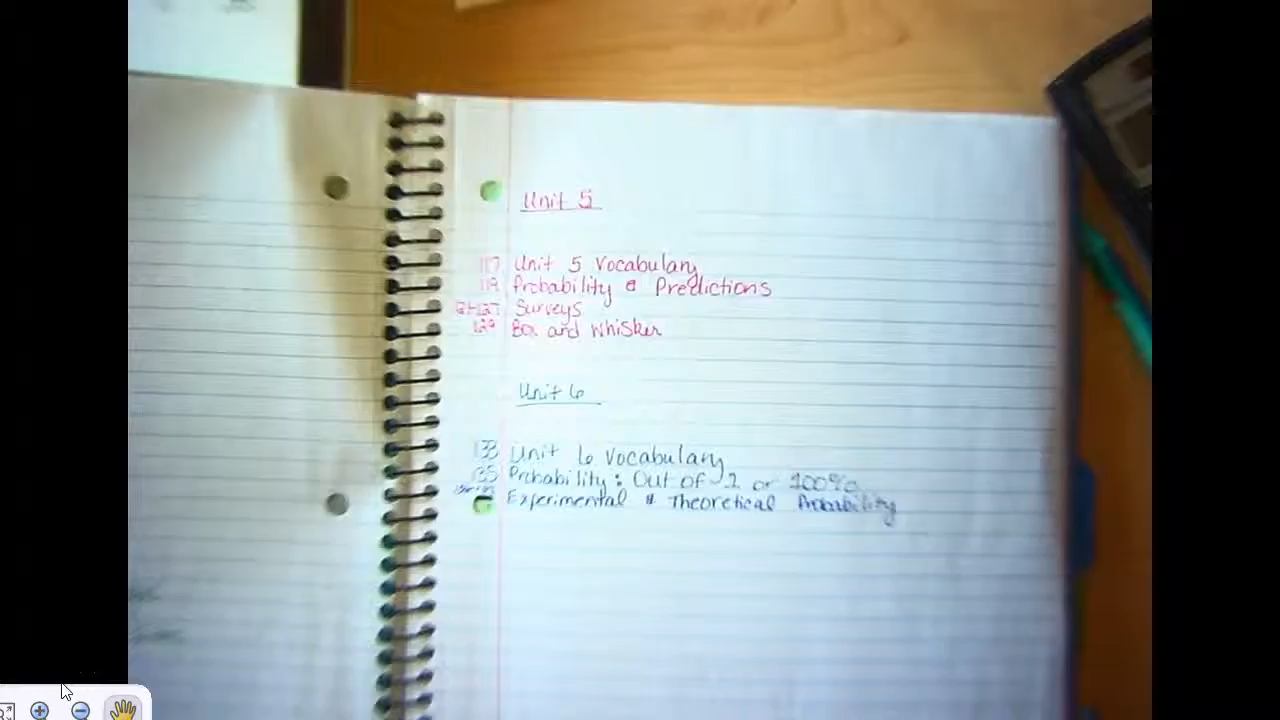 Unit 5
117 Unit 5 Vocabulary
119 Probability & Predictions
Surveys
129 Box and Whisker
Unit 6
133 Unit 6 Vocabulary
135 Probability: Out of 1 or 100%
Experimental & Theoretical Probability